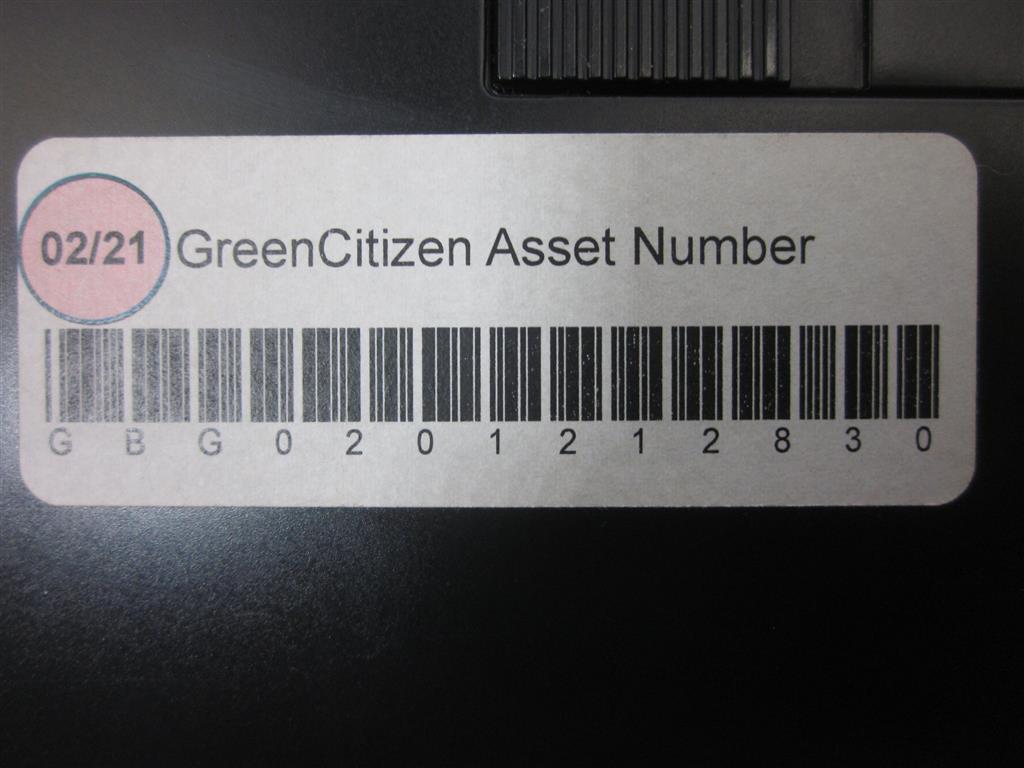 02/21 GreenCitizen Asset Number
G B G 0 2 0 1 2 1 2 8 3 0